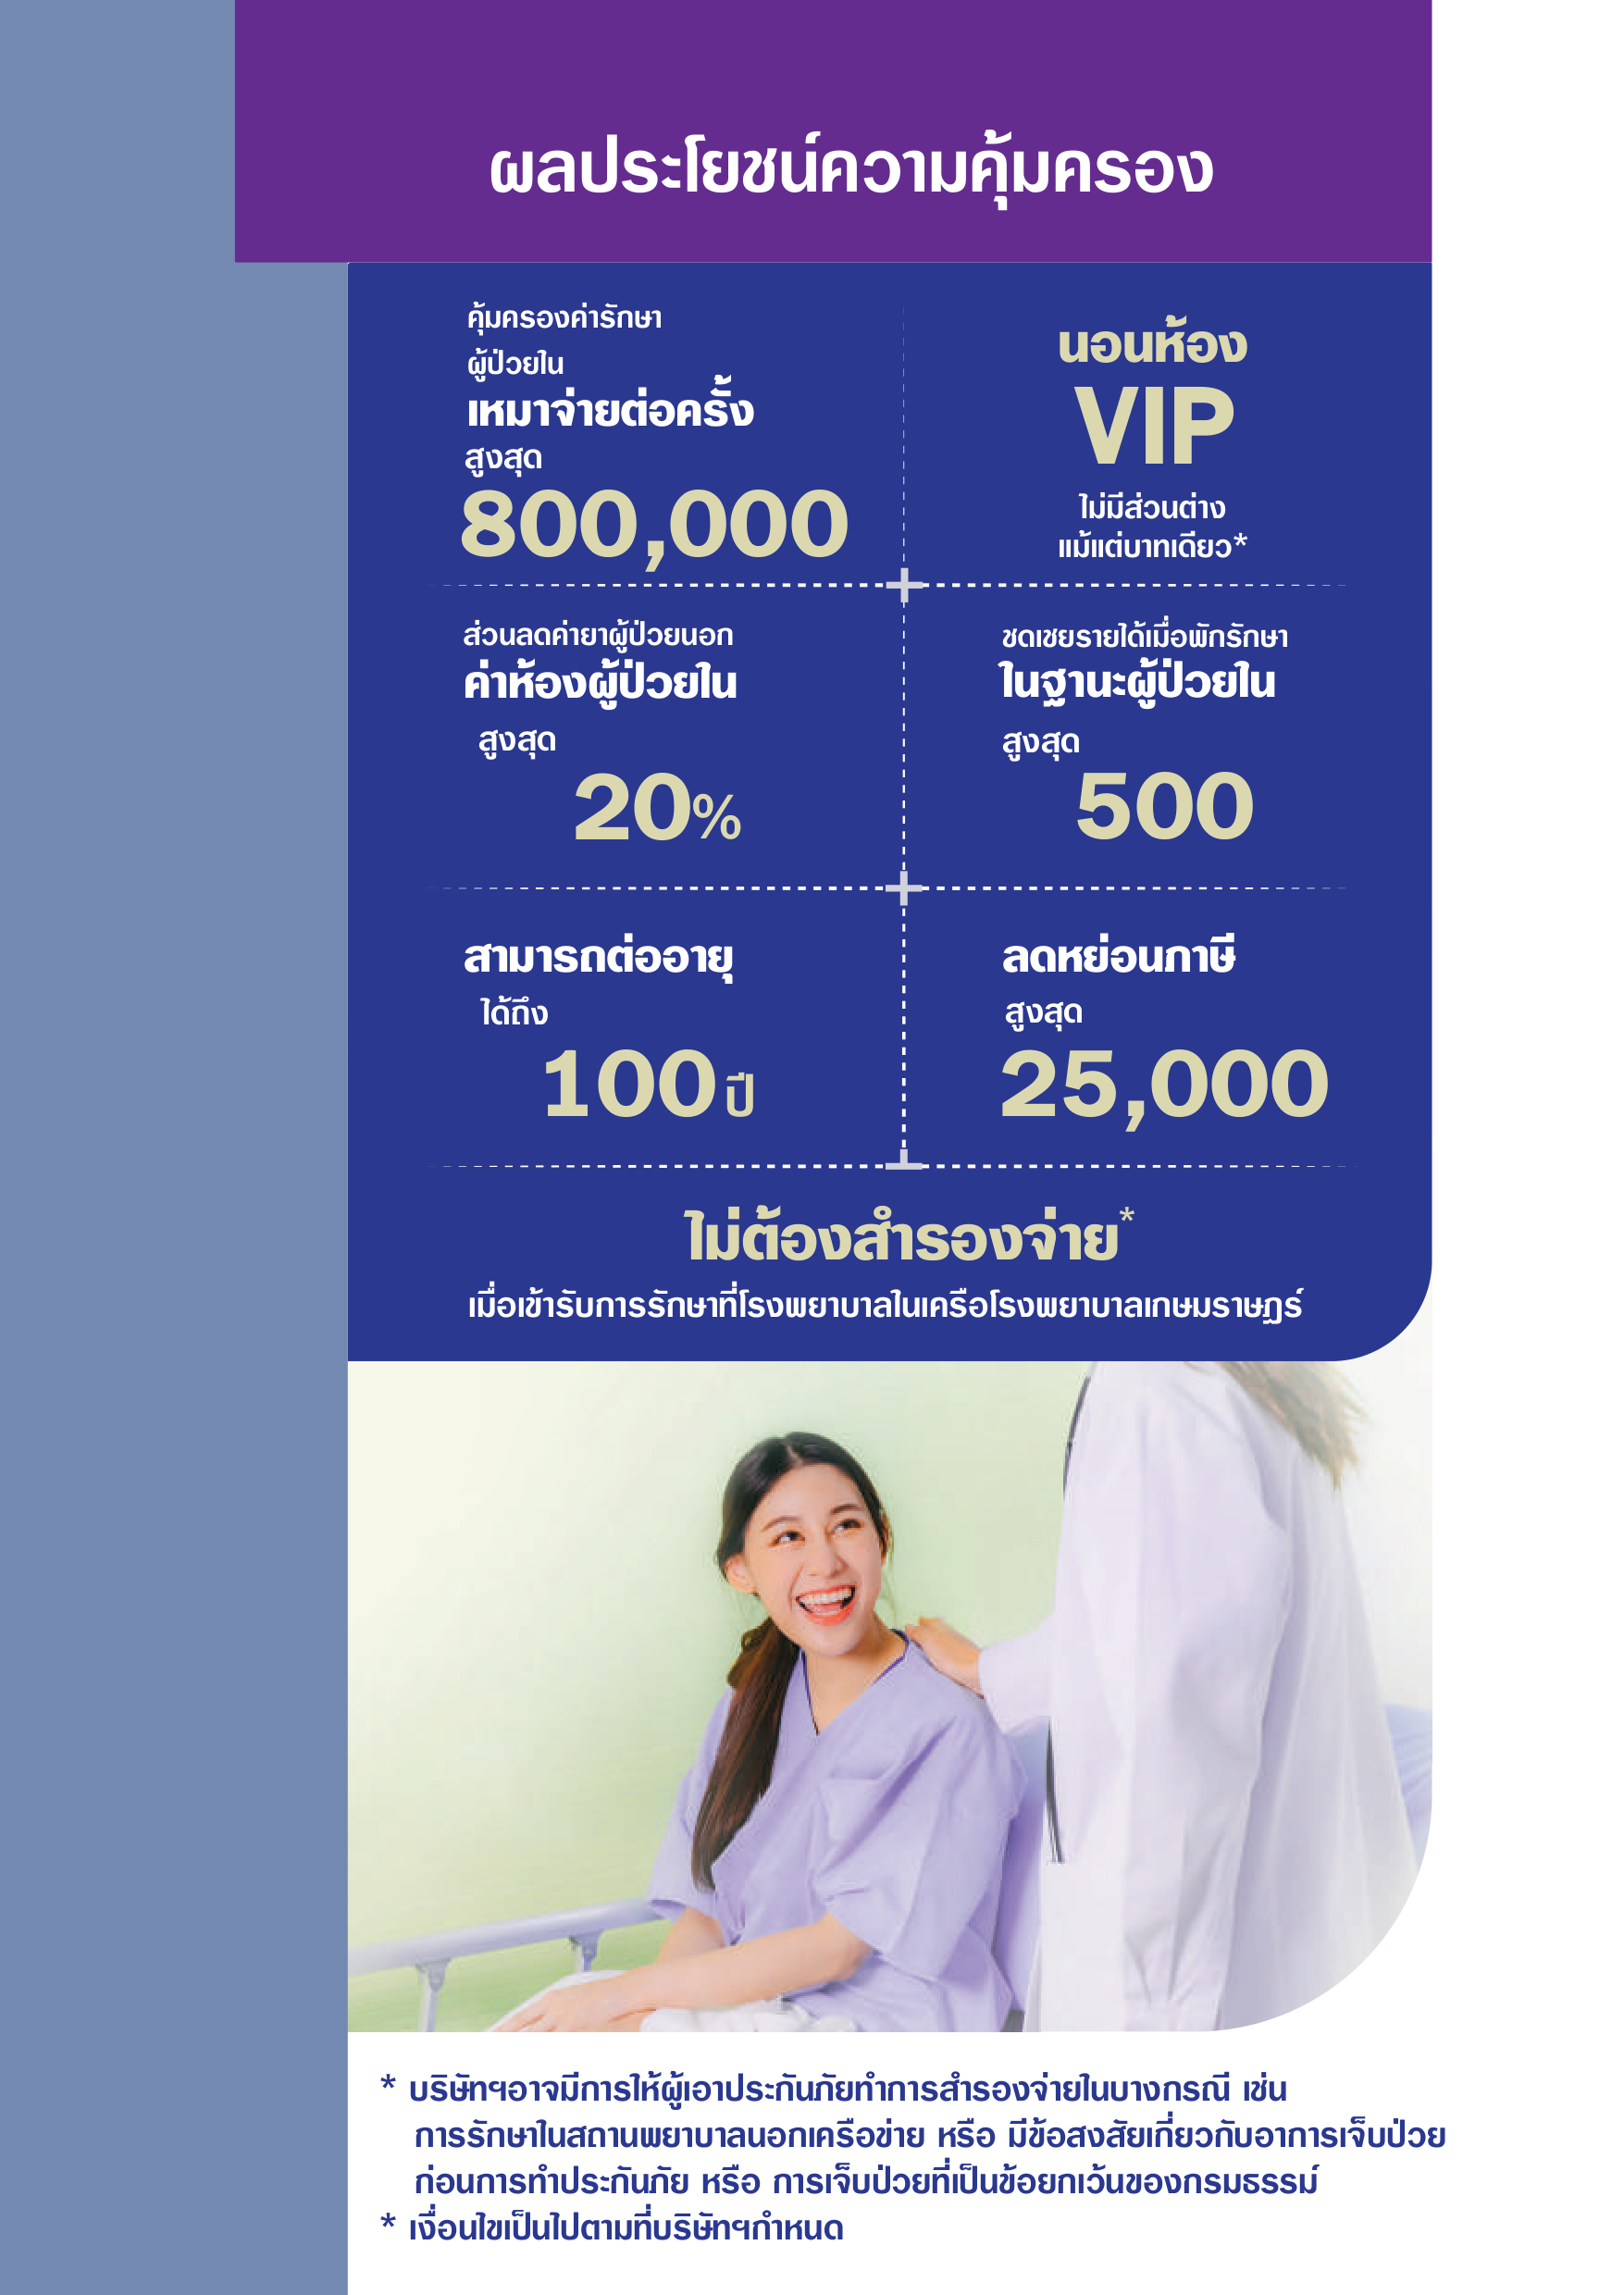 ผลประโยชน์ความคุ้มครอง
คุ้มครองค่ารักษา
ผู้ป่วยใน
เหมาจ่ายต่อครั้ง
สูงสุด
800,000
นอนห้อง
VIP
ไม่มีส่วนต่าง
แม้แต่บาทเดียว*
ส่วนลดค่ายาผู้ป่วยนอก
ค่าห้องผู้ป่วยใน
สูงสุด
20%
ชดเชยรายได้เมื่อพักรักษา
ในฐานะผู้ป่วยใน
สูงสุด
500
สามารถต่ออายุ
ได้ถึง
100 ปี
ลดหย่อนภาษี
สูงสุด
25,000
ไม่ต้องสำรองจ่าย*
เมื่อเข้ารับการรักษาที่โรงพยาบาลในเครือโรงพยาบาลเกษมราษฎร์
* บริษัทฯอาจมีการให้ผู้เอาประกันภัยทำการสำรองจ่ายในบางกรณี เช่น
การรักษาในสถานพยาบาลนอกเครือข่าย หรือ มีข้อสงสัยเกี่ยวกับอาการเจ็บป่วย
ก่อนการทำประกันภัย หรือ การเจ็บป่วยที่เป็นข้อยกเว้นของกรมธรรม์
* เงื่อนไขเป็นไปตามที่บริษัทฯกำหนด